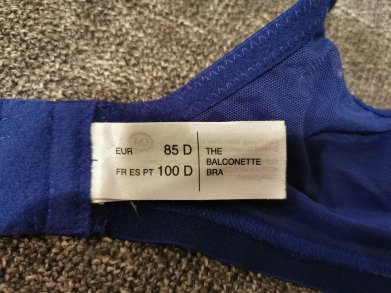 EUR 85 D
FR ES PT 100 D
THE
BALCONETTE
BRA